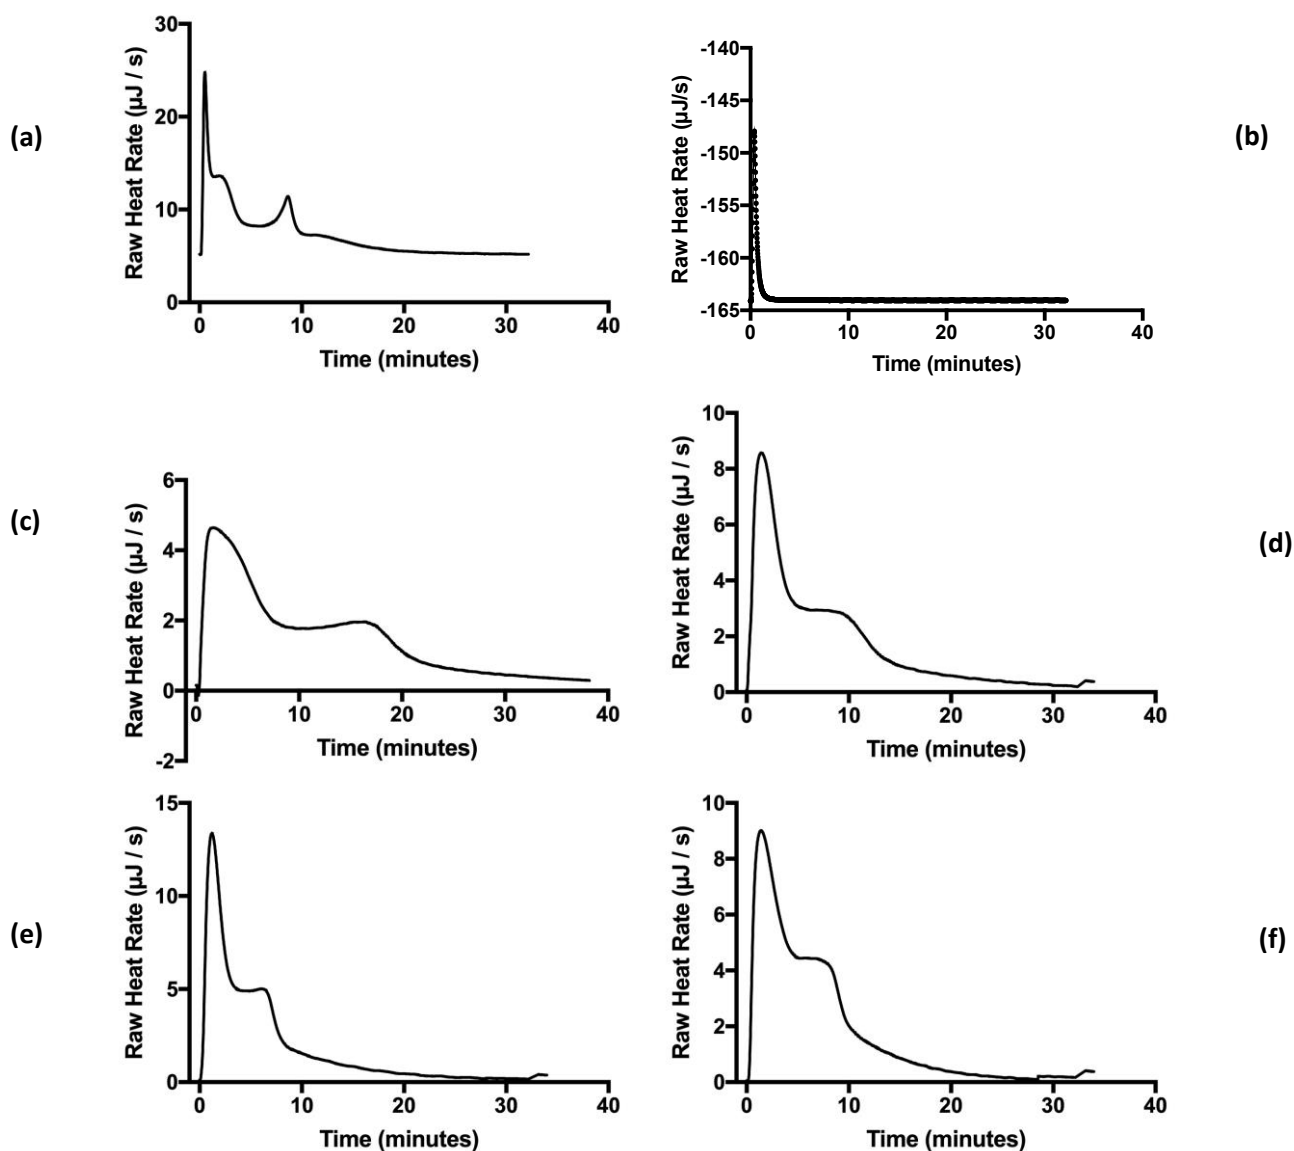 (a)
Raw Heat Rate (µJ / s)
30
20
10
0
0 10 20 30 40
Time (minutes)
(b)
Raw Heat Rate (µJ/s)
-140
-145
-150
-155
-160
-165
0 10 20 30 40
Time (minutes)
(c)
Raw Heat Rate (µJ / s)
6
4
2
0
-2
0 10 20 30 40
Time (minutes)
(d)
Raw Heat Rate (µJ / s)
10
8
6
4
2
0
0 10 20 30 40
Time (minutes)
(e)
Raw Heat Rate (µJ / s)
15
10
5
0
0 10 20 30 40
Time (minutes)
(f)
Raw Heat Rate (µJ / s)
10
8
6
4
2
0
0 10 20 30 40
Time (minutes)